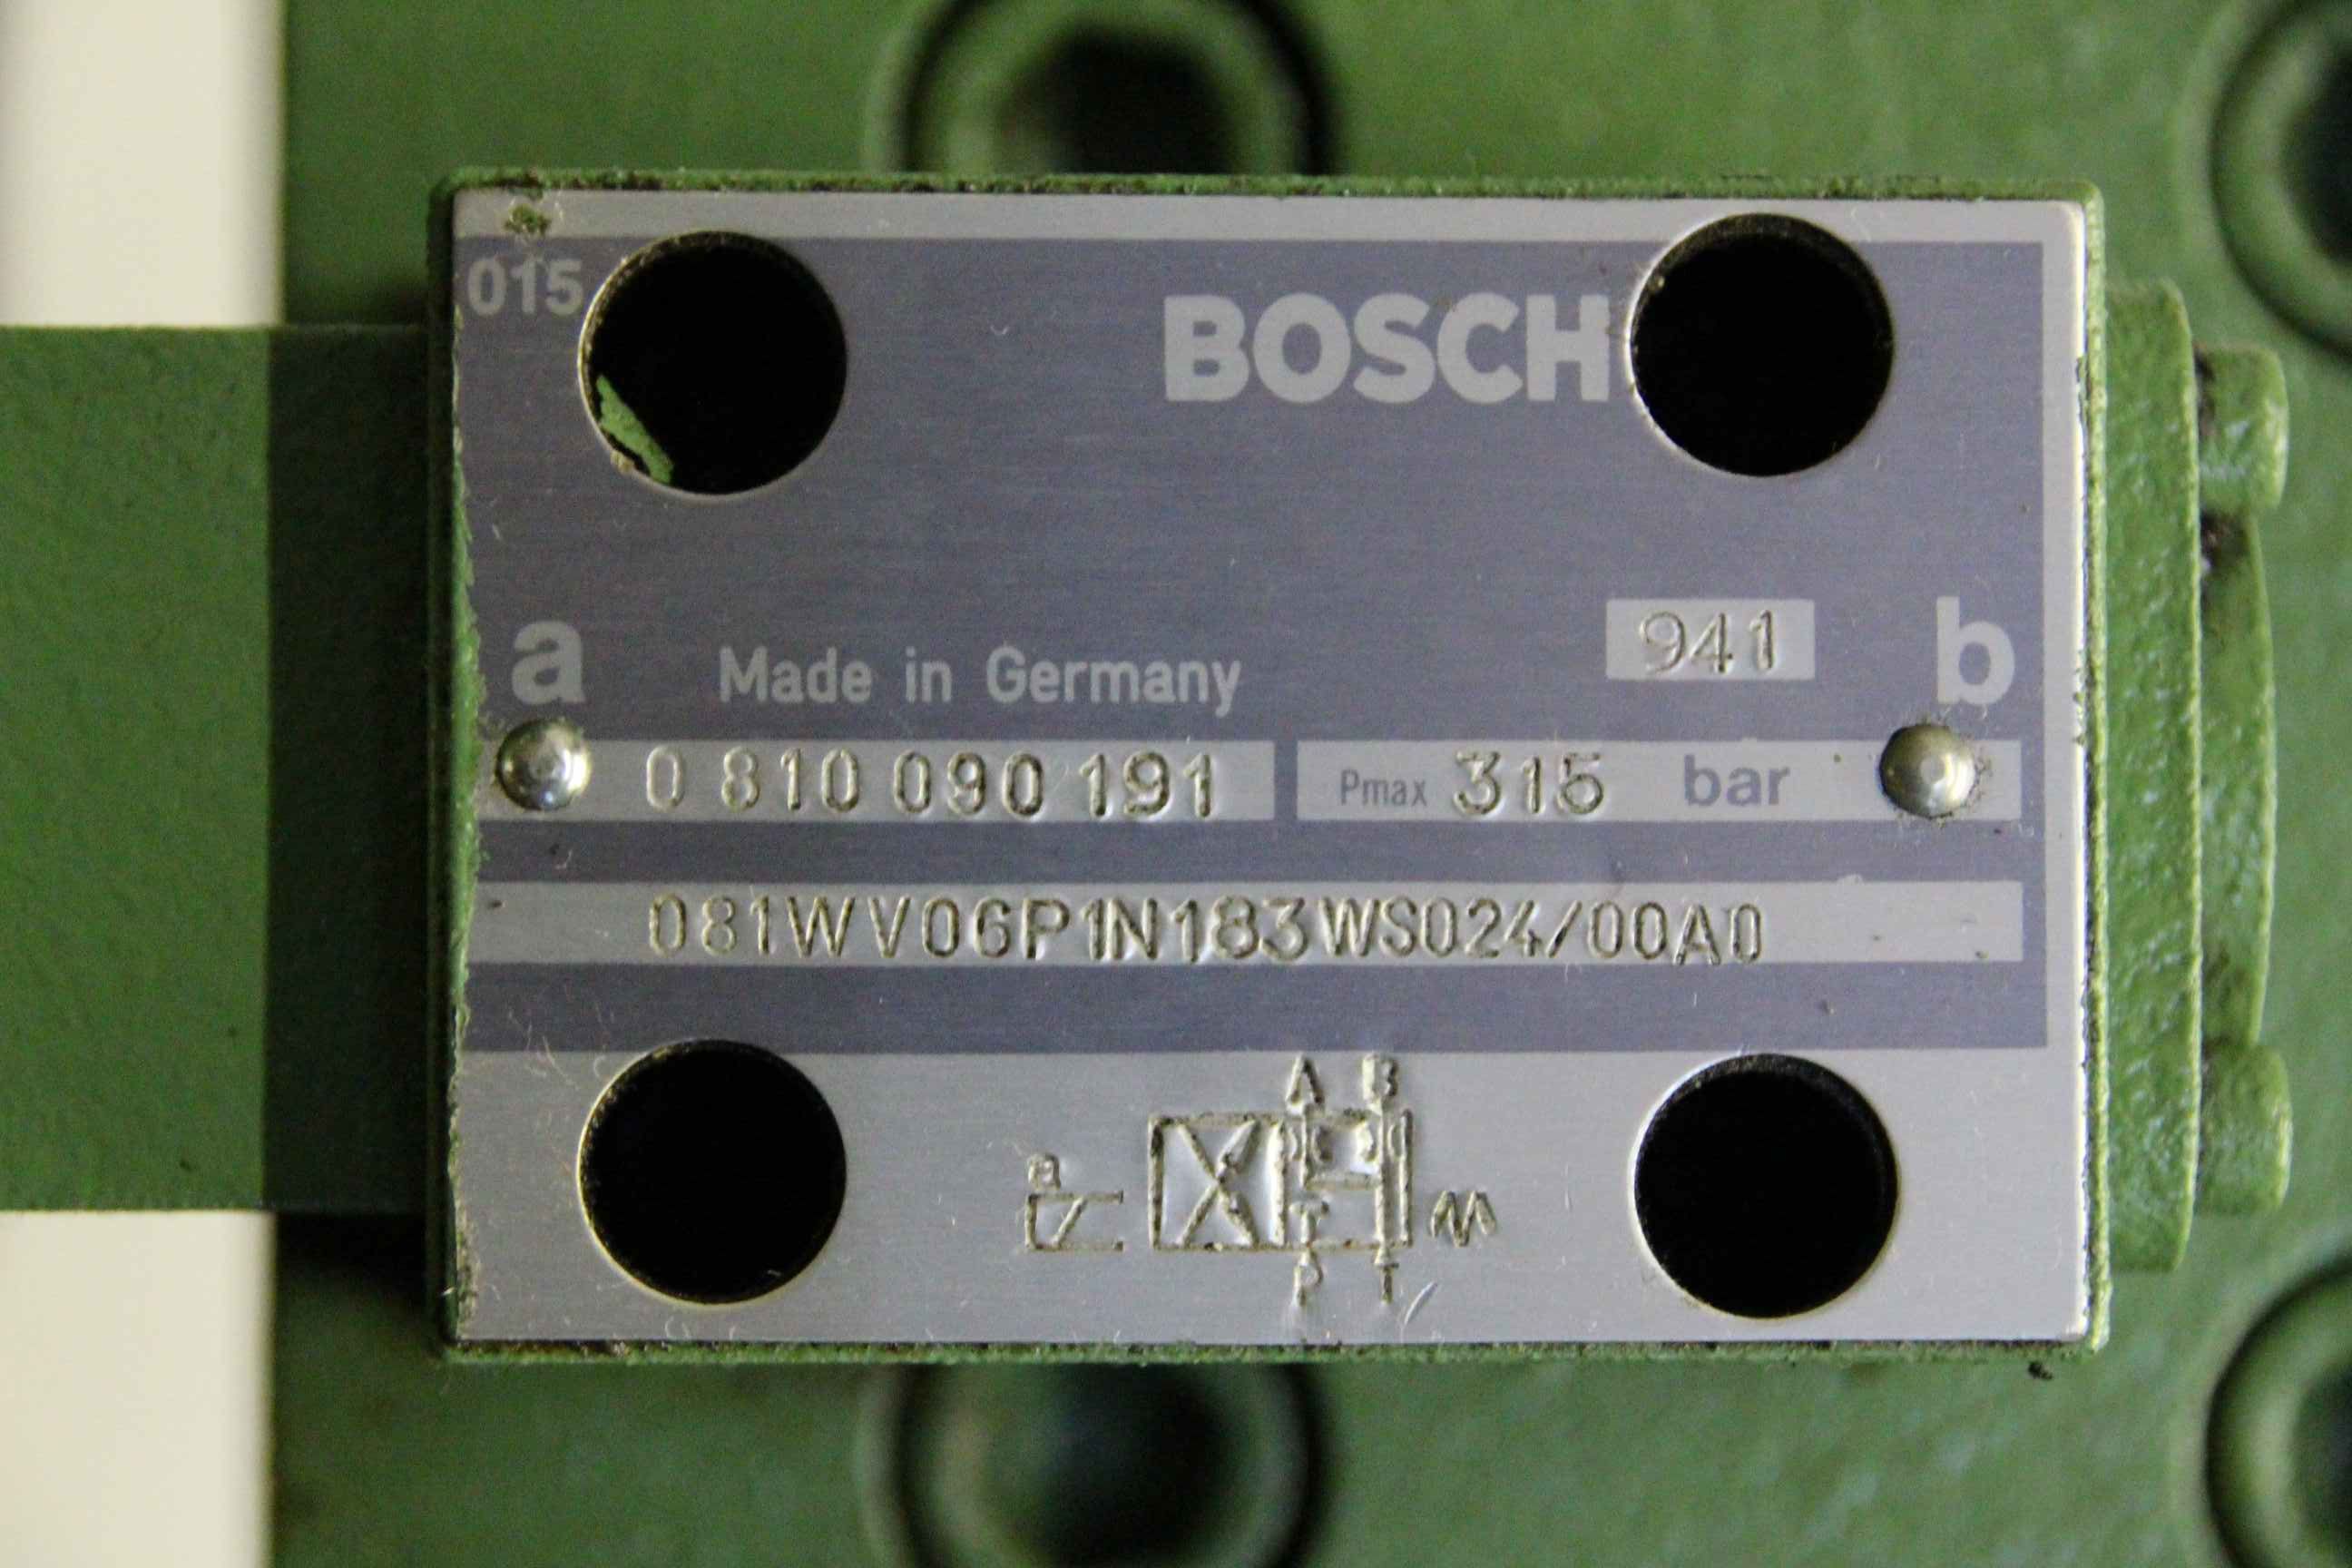 015
BOSCH
941
a Made in Germany b
0 810 090 191 Pmax 315 bar
081WV06P1N183WS024/00A0
A B
a
P T